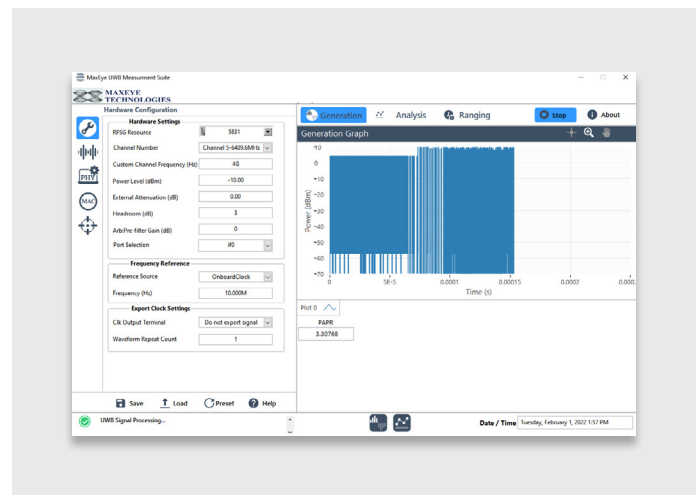 MaxEye UWB Measurment Suite
MAXEYE
TECHNOLOGIES
Hardware Configuration
Generation
Analysis
Ranging
Stop
About
Hardware Settings
RFSG Resource
5831
Channel Number
Channel 5-6489.6MHz
Custom Channel Frequency (Hz)
4G
Power Level (dBm)
-10.00
External Attenuation (dB)
0.00
Headroom (dB)
3
Arb:Pre-filter Gain (dB)
0
Port Selection
if0
Frequency Reference
Reference Source
OnboardClock
Frequency (Hz)
10.000M
Export Clock Settings
Clk Output Terminal
Do not export signal
Waveform Repeat Count
1
PHY
MAC
Generation Graph
Power (dBm)
10
0
-10
-20
-30
-40
-50
-60
-70
0
5E-5
0.0001
0.00015
0.0002
0.000
Time (s)
Plot 0
PAPR
3.30768
Save
Load
Preset
Help
UWB Signal Processing...
Date / Time
Tuesday, February 1, 2022 1:57 PM